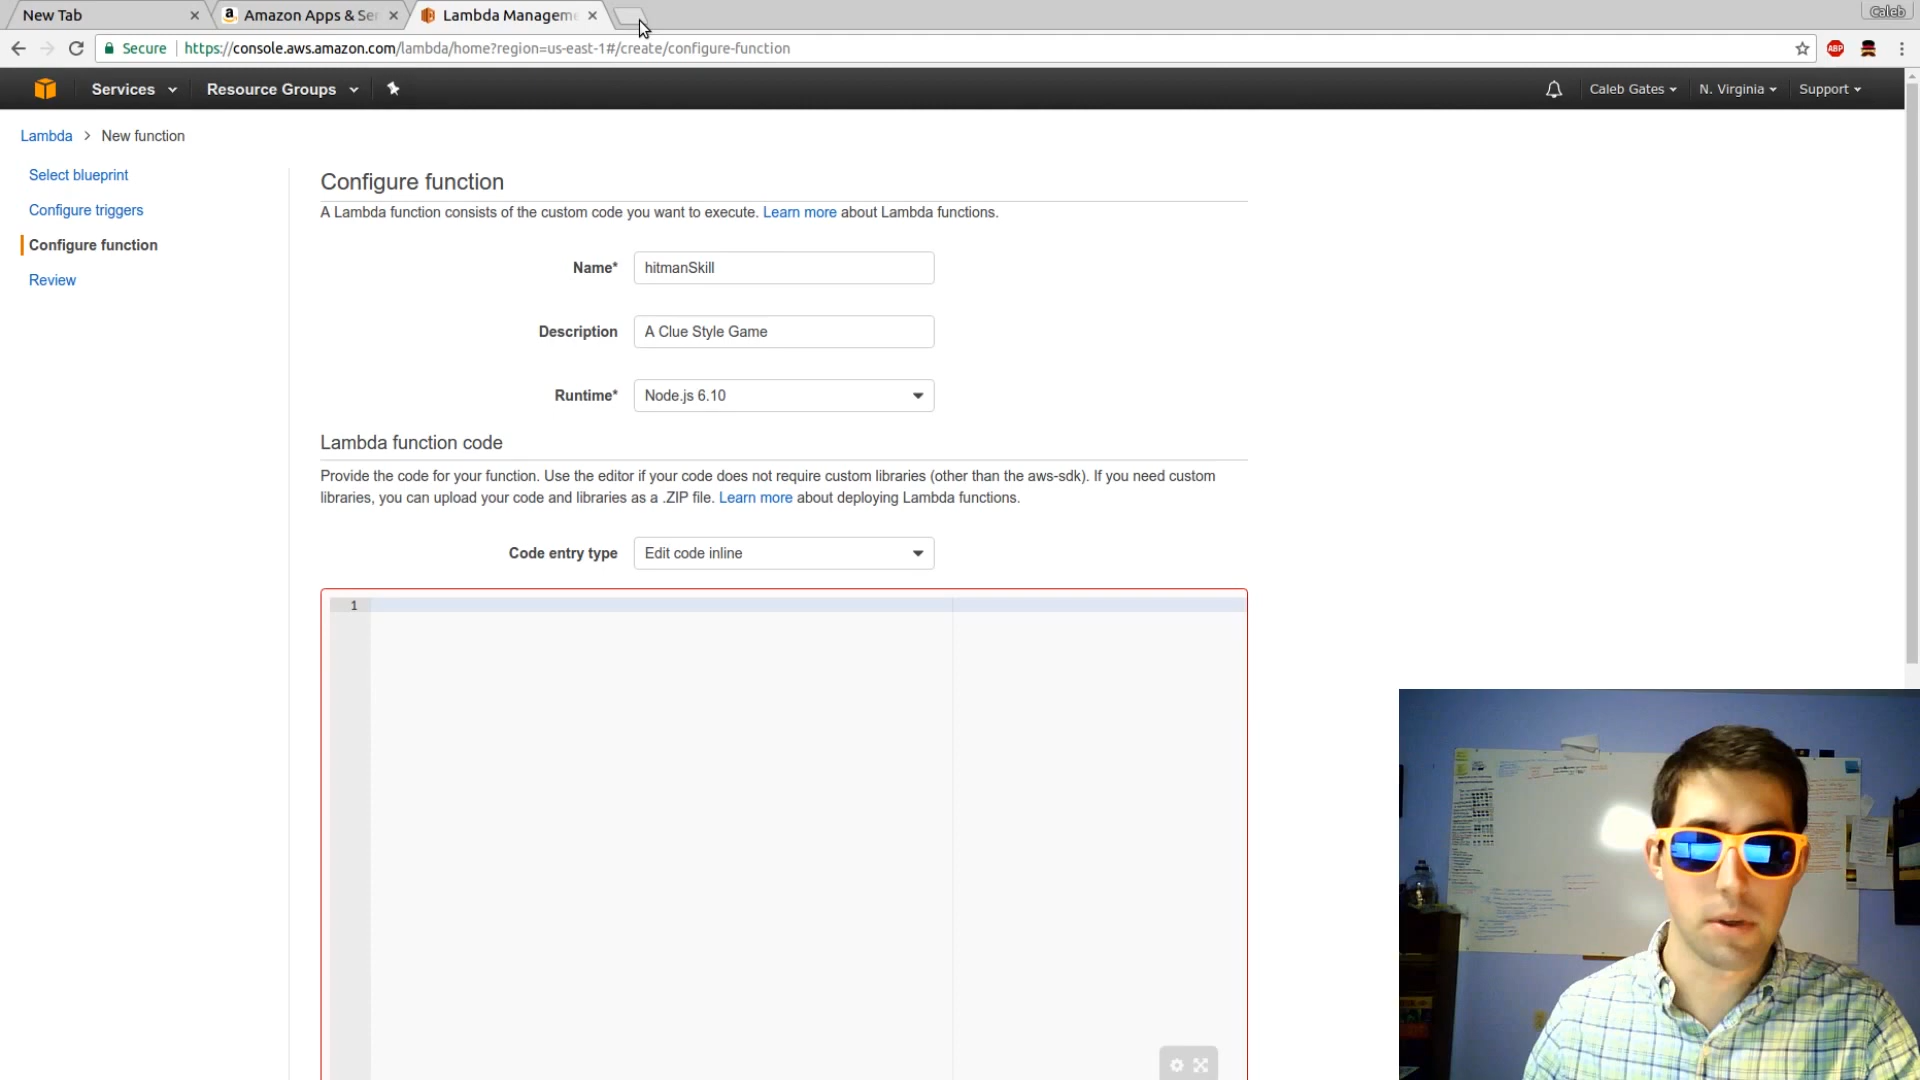 New Tab
Amazon Apps & Se
Lambda Managem
Caleb
Secure
https://console.aws.amazon.com/lambda/home?region=us-east-1#/create/configure-function
ABP
Services
Resource Groups
Caleb Gates
N. Virginia
Support
Lambda > New function
Select blueprint
Configure triggers
Configure function
Review
Configure function
A Lambda function consists of the custom code you want to execute. Learn more about Lambda functions.
Name* hitmanSkill
Description A Clue Style Game
Runtime* Node.js 6.10
Lambda function code
Provide the code for your function. Use the editor if your code does not require custom libraries (other than the aws-sdk). If you need custom
libraries, you can upload your code and libraries as a .ZIP file. Learn more about deploying Lambda functions.
Code entry type Edit code inline
1